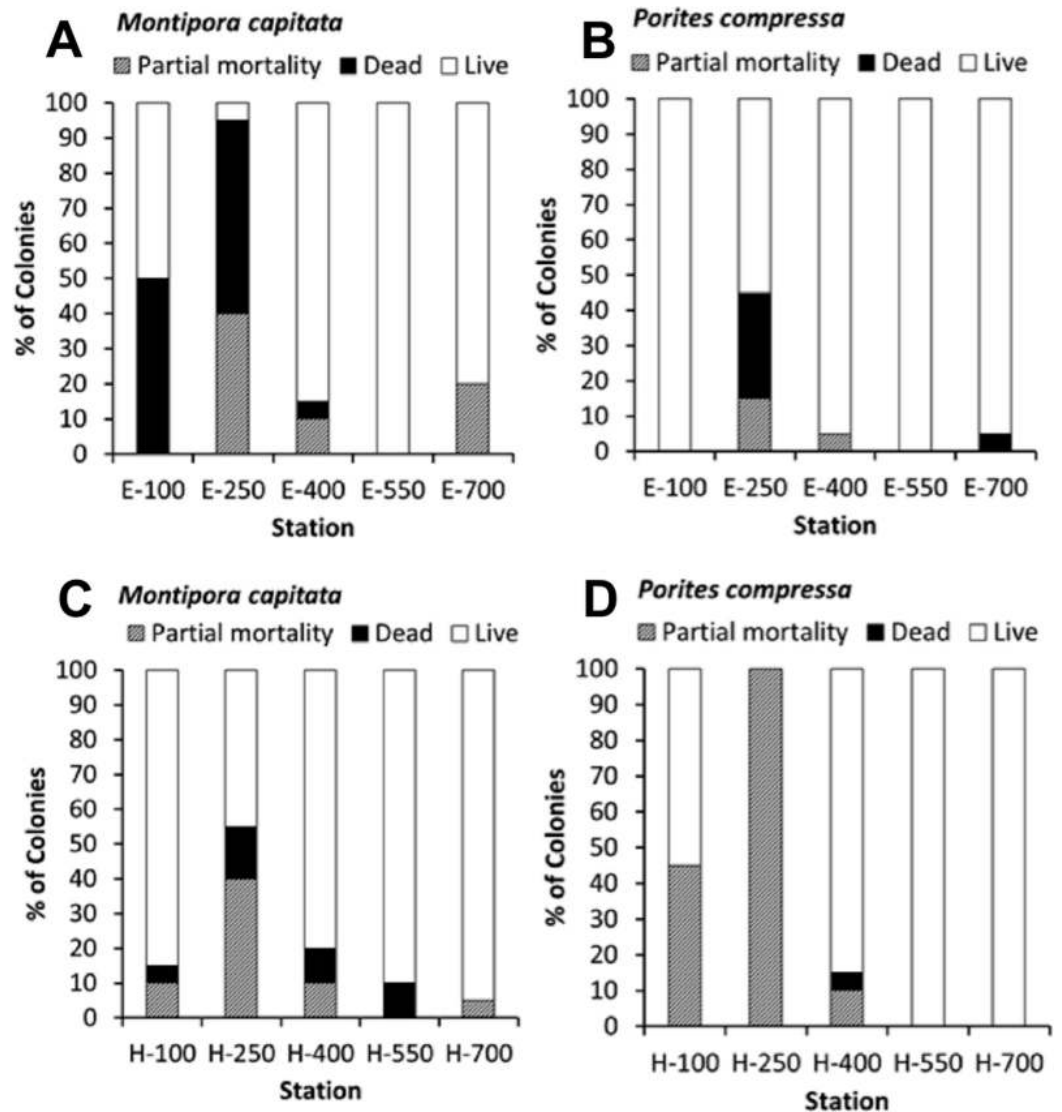 A Montipora capitata
Partial mortality Dead Live
100
90
80
70
60
50
40
30
20
10
0
% of Colonies
E-100 E-250 E-400 E-550 E-700
Station
B Porites compressa
Partial mortality Dead Live
100
90
80
70
60
50
40
30
20
10
0
% of Colonies
E-100 E-250 E-400 E-550 E-700
Station
C Montipora capitata
Partial mortality Dead Live
100
90
80
70
60
50
40
30
20
10
0
% of Colonies
H-100 H-250 H-400 H-550 H-700
Station
D Porites compressa
Partial mortality Dead Live
100
90
80
70
60
50
40
30
20
10
0
% of Colonies
H-100 H-250 H-400 H-550 H-700
Station